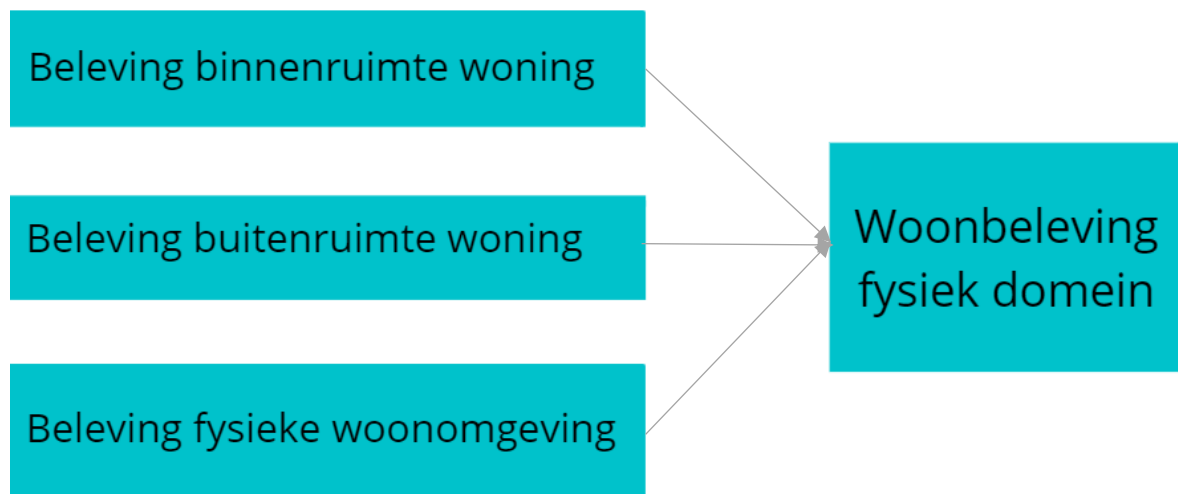 Beleving binnenruimte woning
Beleving buitenruimte woning
Beleving fysieke woonomgeving
Woonbeleving
fysiek domein